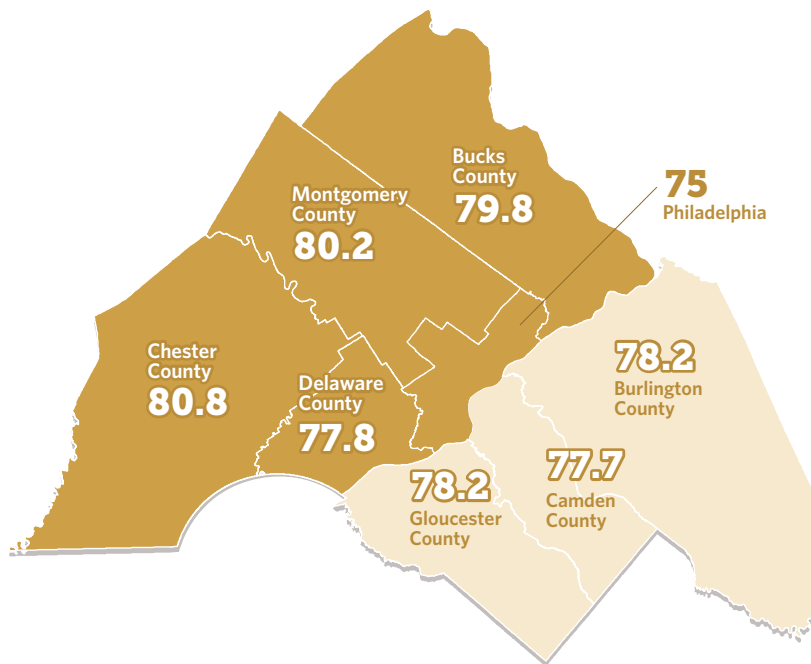 Bucks
County
79.8
75
Philadelphia
Montgomery
County
80.2
Chester
County
80.8
Delaware
County
77.8
78.2
Burlington
County
77.7
Camden
County
78.2
Gloucester
County